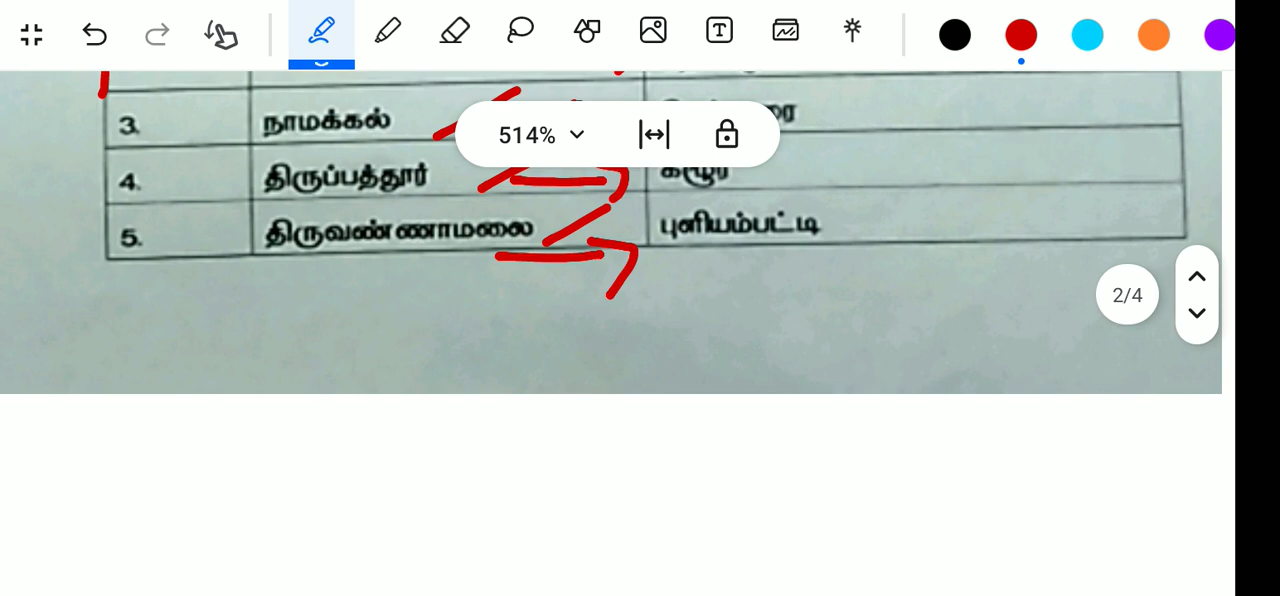 3. நாமக்கல்
514%
4. திருப்பத்தூர்
5. திருவண்ணாமலை புளியம்பட்டி
2/4